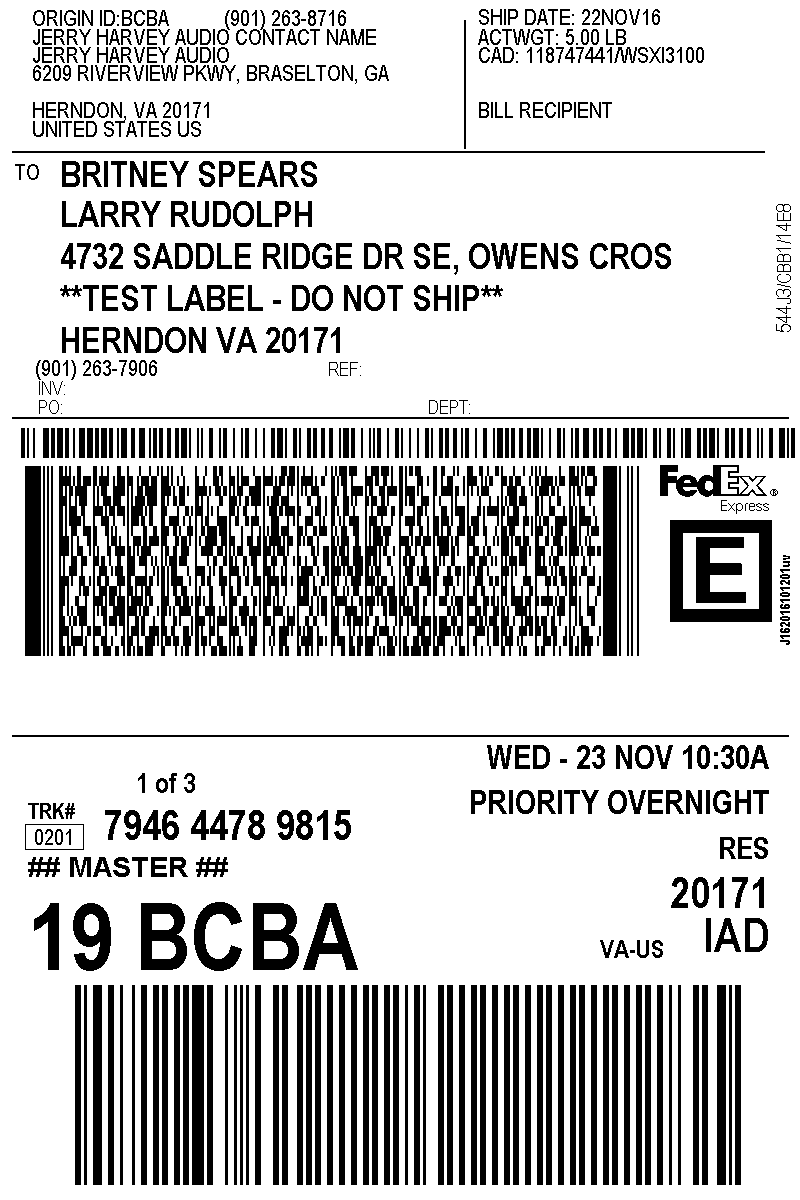 ORIGIN ID:BCBA (901) 263-8716
JERRY HARVEY AUDIO CONTACT NAME
JERRY HARVEY AUDIO
6209 RIVERVIEW PKWY, BRASELTON, GA
HERNDON, VA 20171
UNITED STATES US
SHIP DATE: 22NOV16
ACTWGT: 5.00 LB
CAD: 118747441/WSXI3100
BILL RECIPIENT
TO BRITNEY SPEARS
LARRY RUDOLPH
4732 SADDLE RIDGE DR SE, OWENS CROS
**TEST LABEL - DO NOT SHIP**
HERNDON VA 20171
(901) 263-7906 REF:
INV:
PO: DEPT:
544J3/CBB1/14E8
FedEx®
Express
E
J162016101201uv
WED - 23 NOV 10:30A
1 of 3
PRIORITY OVERNIGHT
TRK#
0201 7946 4478 9815
RES
## MASTER ##
20171
19 BCBA
VA-US IAD